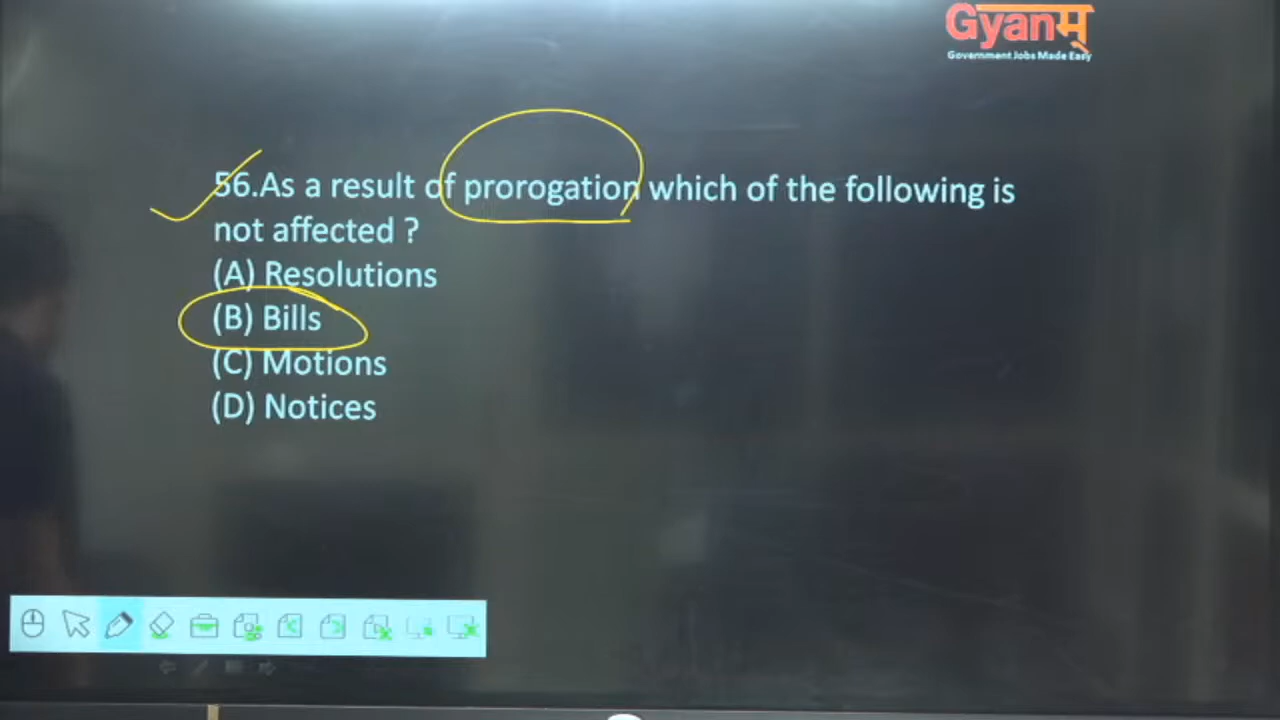 Gyanम्
Government Jobs Made Easy
56.As a result of prorogation which of the following is
not affected ?
(A) Resolutions
(B) Bills
(C) Motions
(D) Notices